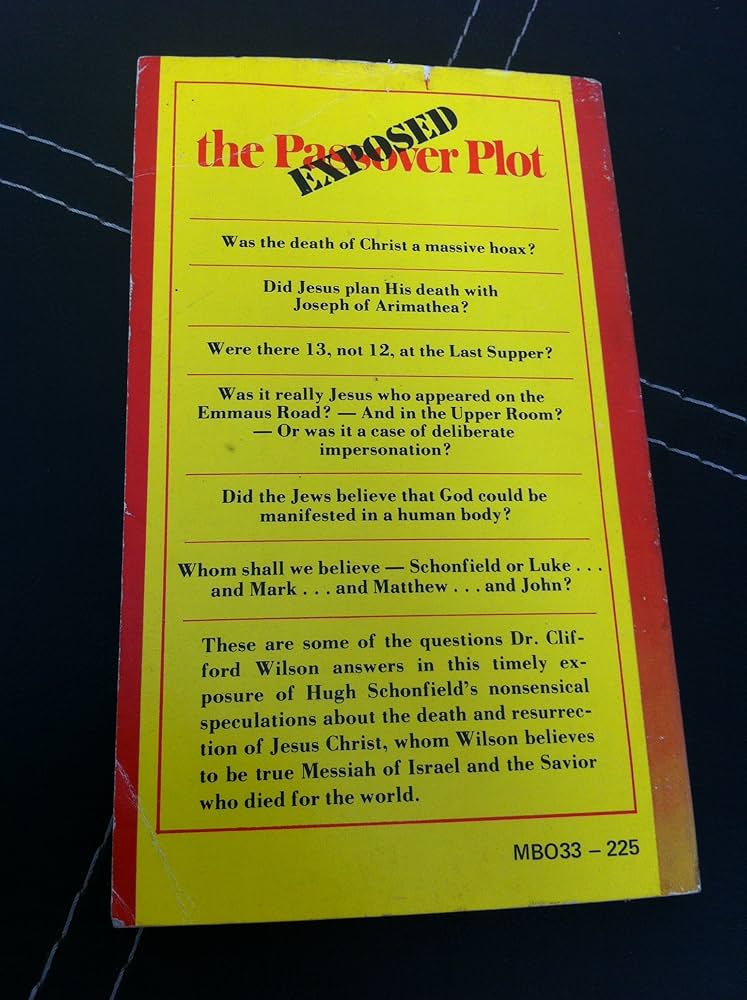 the Passover Plot
EXPOSED
Was the death of Christ a massive hoax?
Did Jesus plan His death with
Joseph of Arimathea?
Were there 13, not 12, at the Last Supper?
Was it really Jesus who appeared on the
Emmaus Road? — And in the Upper Room?
— Or was it a case of deliberate
impersonation?
Did the Jews believe that God could be
manifested in a human body?
Whom shall we believe — Schonfield or Luke . . .
and Mark . . . and Matthew . . . and John?
These are some of the questions Dr. Clif-
ford Wilson answers in this timely ex-
posure of Hugh Schonfield's nonsensical
speculations about the death and resurrec-
tion of Jesus Christ, whom Wilson believes
to be true Messiah of Israel and the Savior
who died for the world.
MBO33 – 225